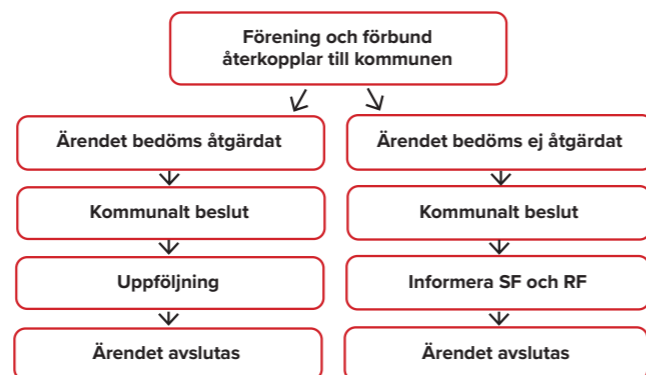 Förening och förbund
återkopplar till kommunen
Ärendet bedöms åtgärdat
Kommunalt beslut
Uppföljning
Ärendet avslutas
Ärendet bedöms ej åtgärdat
Kommunalt beslut
Informera SF och RF
Ärendet avslutas